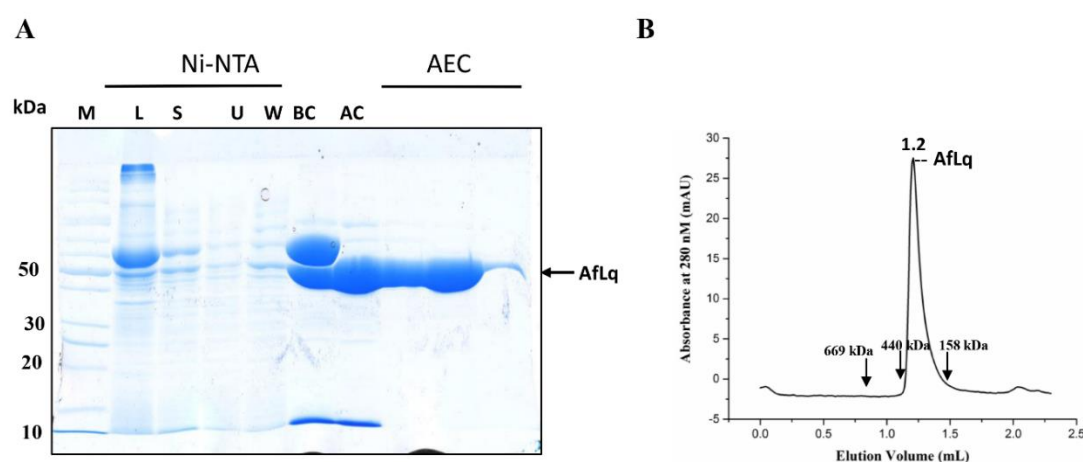 A
Ni-NTA AEC
kDa M L S U W BC AC
50
30
20
10
AfLq
B
Absorbance at 280 nM (mAU)
30
25
20
15
10
5
0
-5
1.2
AfLq
669 kDa 440 kDa 158 kDa
0.0 0.5 1.0 1.5 2.0 2.5
Elution Volume (mL)